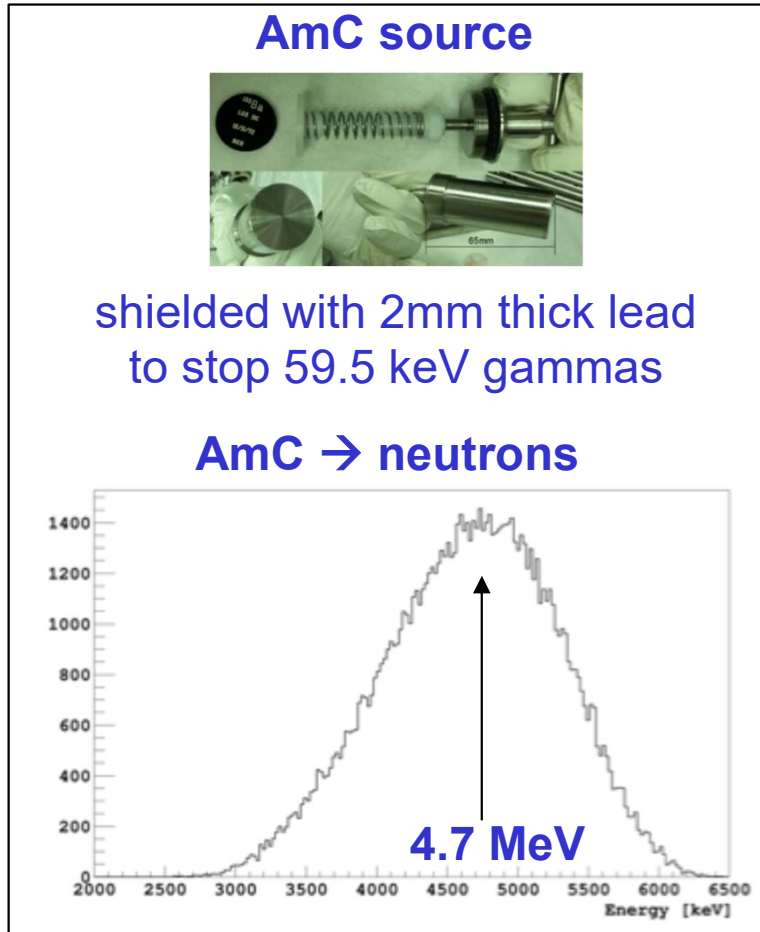 AmC source
65mm
shielded with 2mm thick lead
to stop 59.5 keV gammas
AmC → neutrons
1400
1200
1000
800
600
400
200
0
4.7 MeV
2000 2500 3000 3500 4000 4500 5000 5500 6000 6500
Energy [keV]